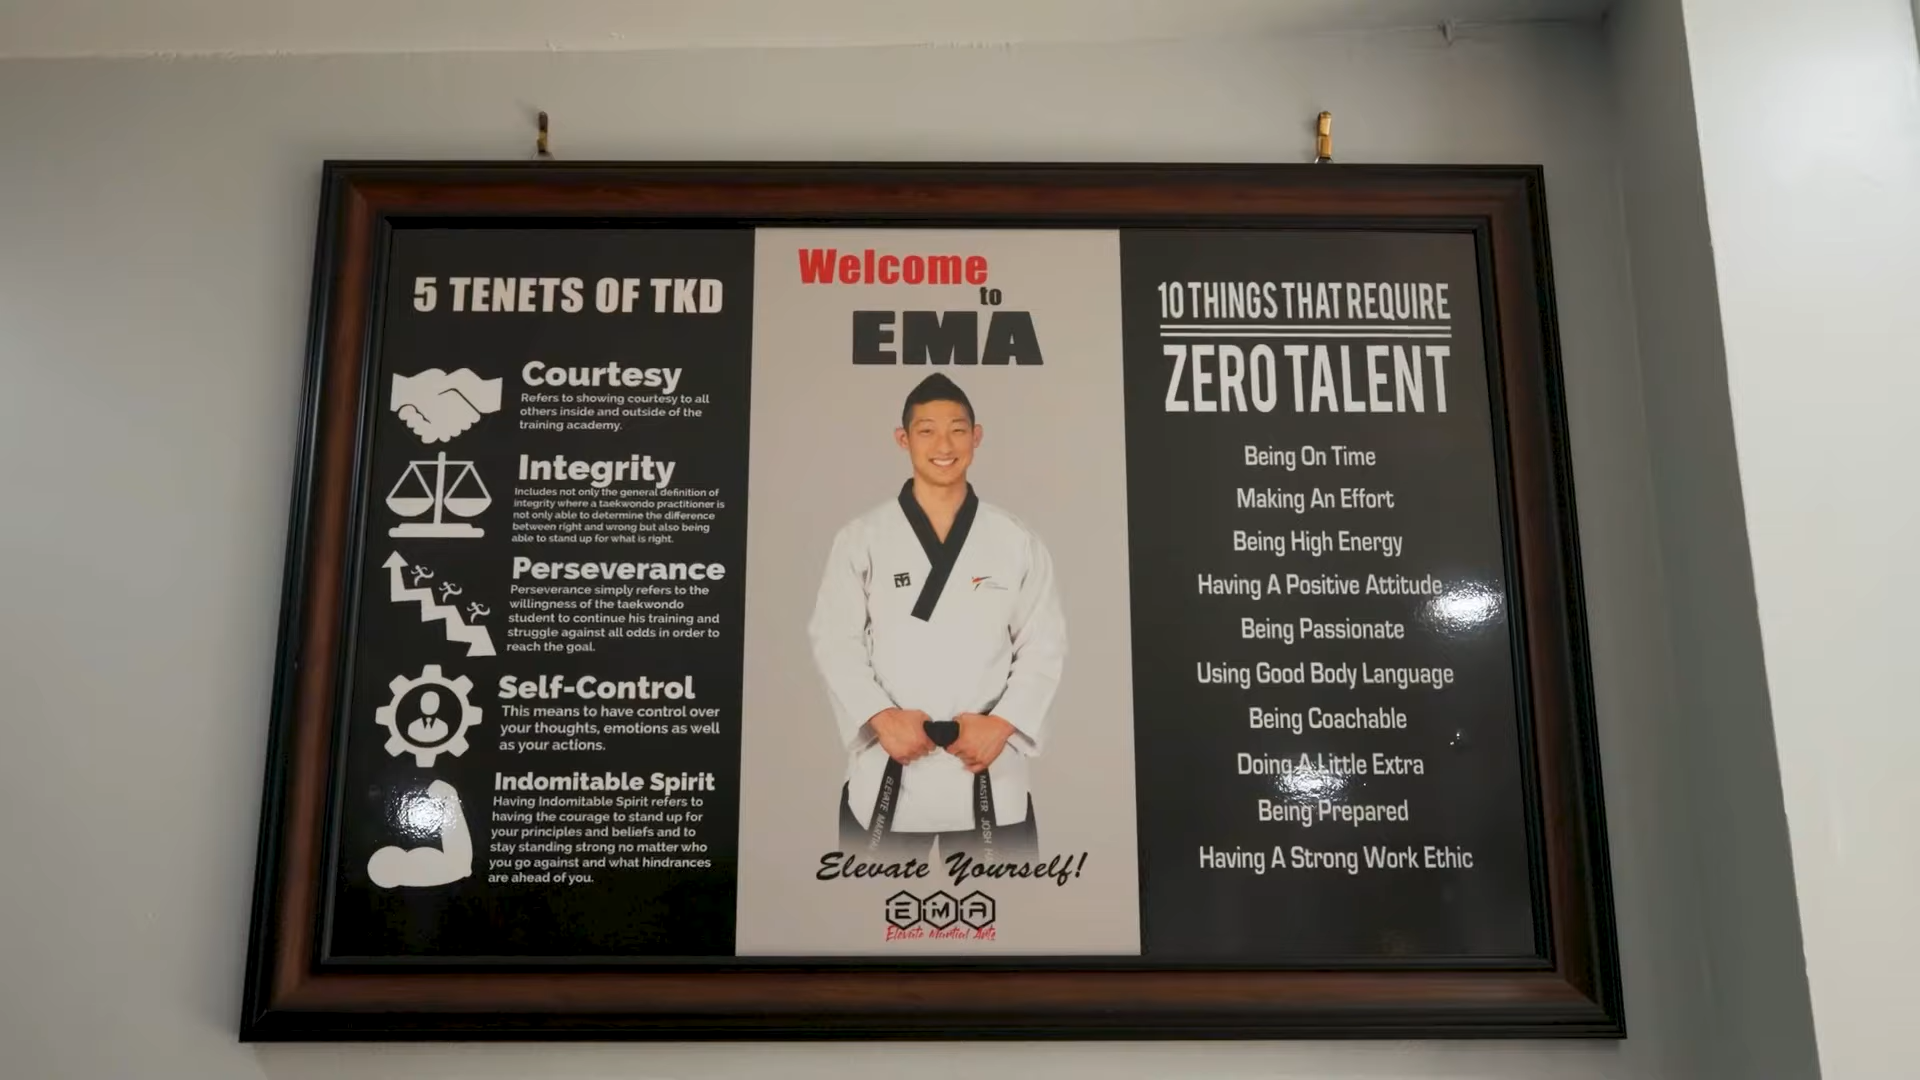 5 TENETS OF TKD
Courtesy
Refers to showing courtesy to all
others inside and outside of the
training academy.
Integrity
Includes not only the general definition of
integrity where a taekwondo practitioner is
not only able to determine the difference
between right and wrong but also being
able to stand up for what is right.
Perseverance
Perseverance simply refers to the
willingness of the taekwondo
student to continue his training and
struggle against all odds in order to
reach the goal.
Self-Control
This means to have control over
your thoughts, emotions as well
as your actions.
Indomitable Spirit
Having Indomitable Spirit refers to
having the courage to stand up for
your principles and beliefs and to
stay standing strong no matter who
you go against and what hindrances
are ahead of you.
Welcome
to
EMA
ELEVATE
MASTER JOSH
Elevate Yourself!
EMA
Elevate Martial Arts
10 THINGS THAT REQUIRE
ZERO TALENT
Being On Time
Making An Effort
Being High Energy
Having A Positive Attitude
Being Passionate
Using Good Body Language
Being Coachable
Doing A Little Extra
Being Prepared
Having A Strong Work Ethic